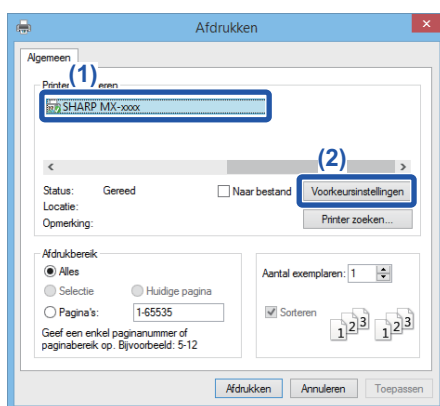 Afdrukken
Algemeen
(1)
SHARP MX-xxxx
(2)
Status: Gereed
Naar bestand
Voorkeursinstellingen
Locatie:
Opmerking:
Printer zoeken...
Afdrukbereik
Alles
Selectie
Huidige pagina
Pagina's: 1-65535
Geef een enkel paginanummer of
paginabereik op. Bijvoorbeeld: 5-12
Aantal exemplaren: 1
Sorteren
1 2 3 1 2 3
Afdrukken
Annuleren
Toepassen